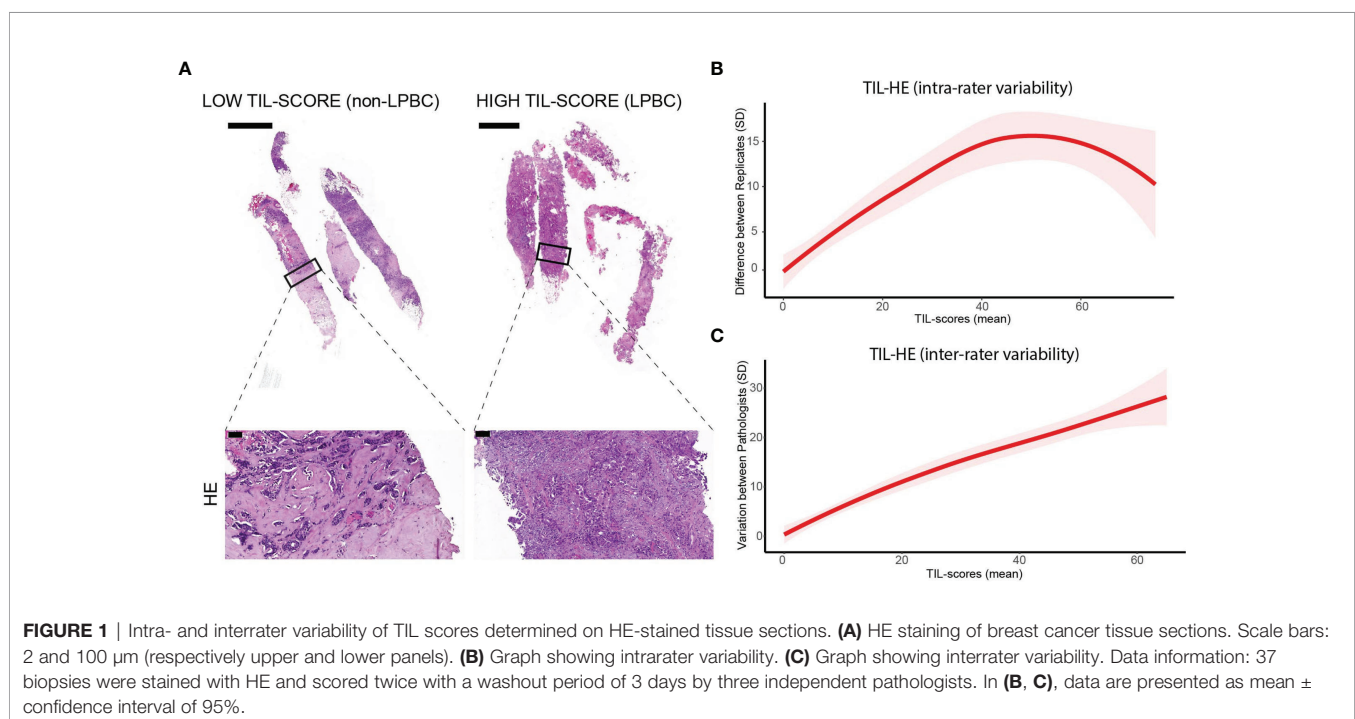 A
LOW TIL-SCORE (non-LPBC)
HIGH TIL-SCORE (LPBC)
HE
B
TIL-HE (intra-rater variability)
Difference between Replicates (SD)
15
10
5
0
0
20
40
60
TIL-scores (mean)
C
TIL-HE (inter-rater variability)
Variation between Pathologists (SD)
30
20
10
0
0
20
40
60
TIL-scores (mean)
FIGURE 1 | Intra- and interrater variability of TIL scores determined on HE-stained tissue sections. (A) HE staining of breast cancer tissue sections. Scale bars:
2 and 100 µm (respectively upper and lower panels). (B) Graph showing intrarater variability. (C) Graph showing interrater variability. Data information: 37
biopsies were stained with HE and scored twice with a washout period of 3 days by three independent pathologists. In (B, C), data are presented as mean ±
confidence interval of 95%.